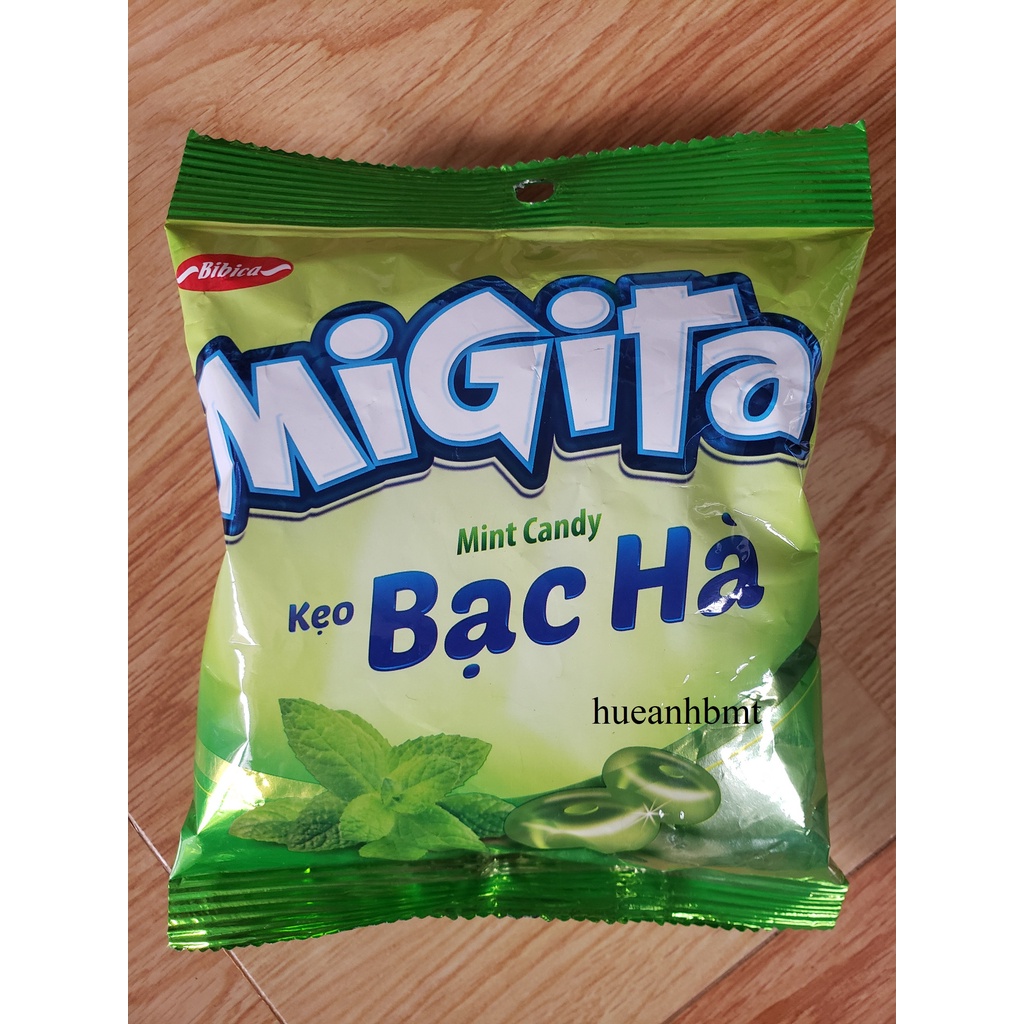 Bibica
MiGiTa
Mint Candy
Kẹo Bạc Hà
hueanhbmt